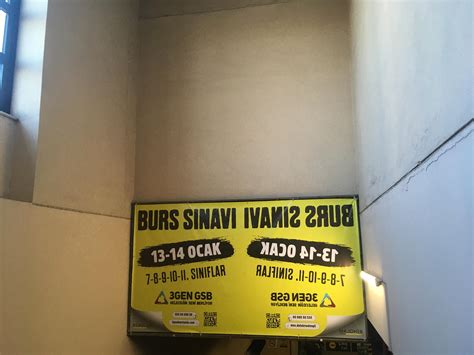 BURS SINAVI BURS SINAVI
13-14 OCAK 13-14 OCAK
7-8-9-10-11. SINIFLAR 7-8-9-10-11. SINIFLAR
3GEN GSB 3GEN GSB